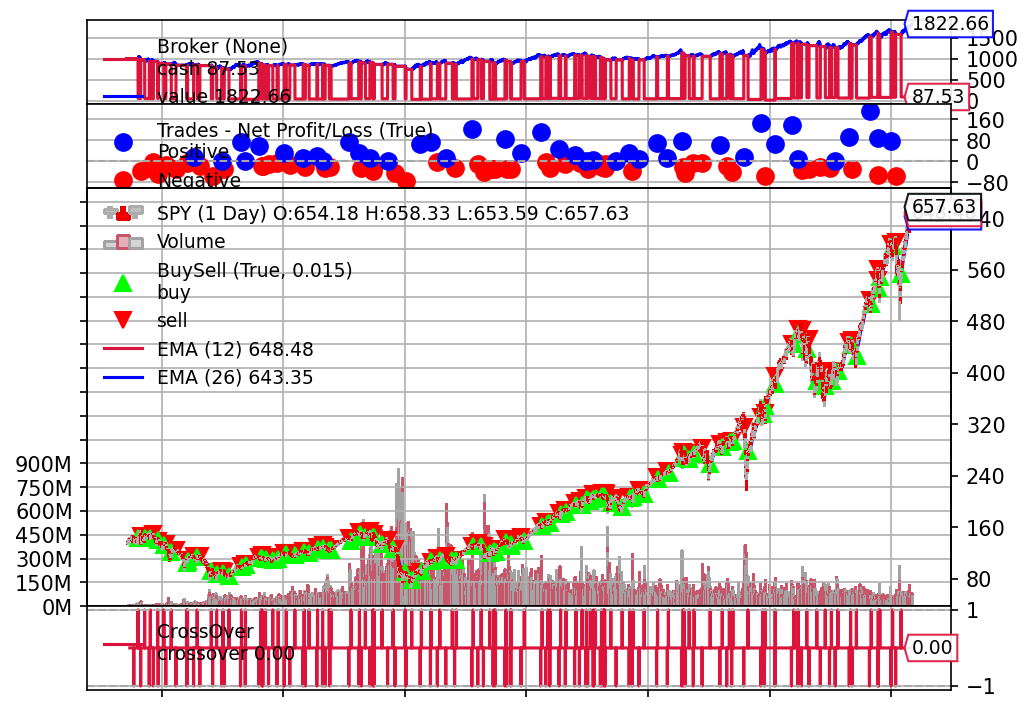 Broker (None)
cash 87.53
value 1822.66
1822.66
1500
1000
500
0
87.53
Trades - Net Profit/Loss (True)
Positive
Negative
160
80
0
−80
SPY (1 Day) O:654.18 H:658.33 L:653.59 C:657.63
Volume
BuySell (True, 0.015)
buy
sell
EMA (12) 648.48
EMA (26) 643.35
657.63
560
480
400
320
240
160
80
900M
750M
600M
450M
300M
150M
0M
CrossOver
crossover 0.00
1
0.00
−1